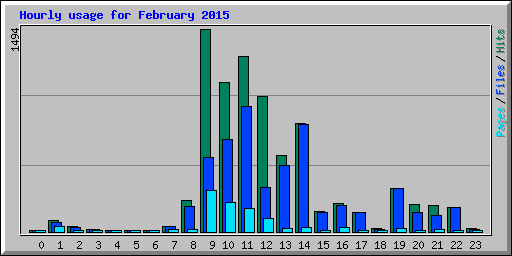 Hourly usage for February 2015
1494
Pages/Files/Hits
0 1 2 3 4 5 6 7 8 9 10 11 12 13 14 15 16 17 18 19 20 21 22 23